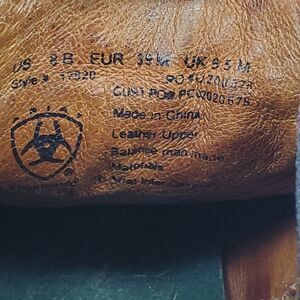 US 8 B EUR 39 M UK 5.5 M
Style #
CUST PO#
ARIAT
Made in China
Leather Upper
Balance man made
Materials
Ariat International